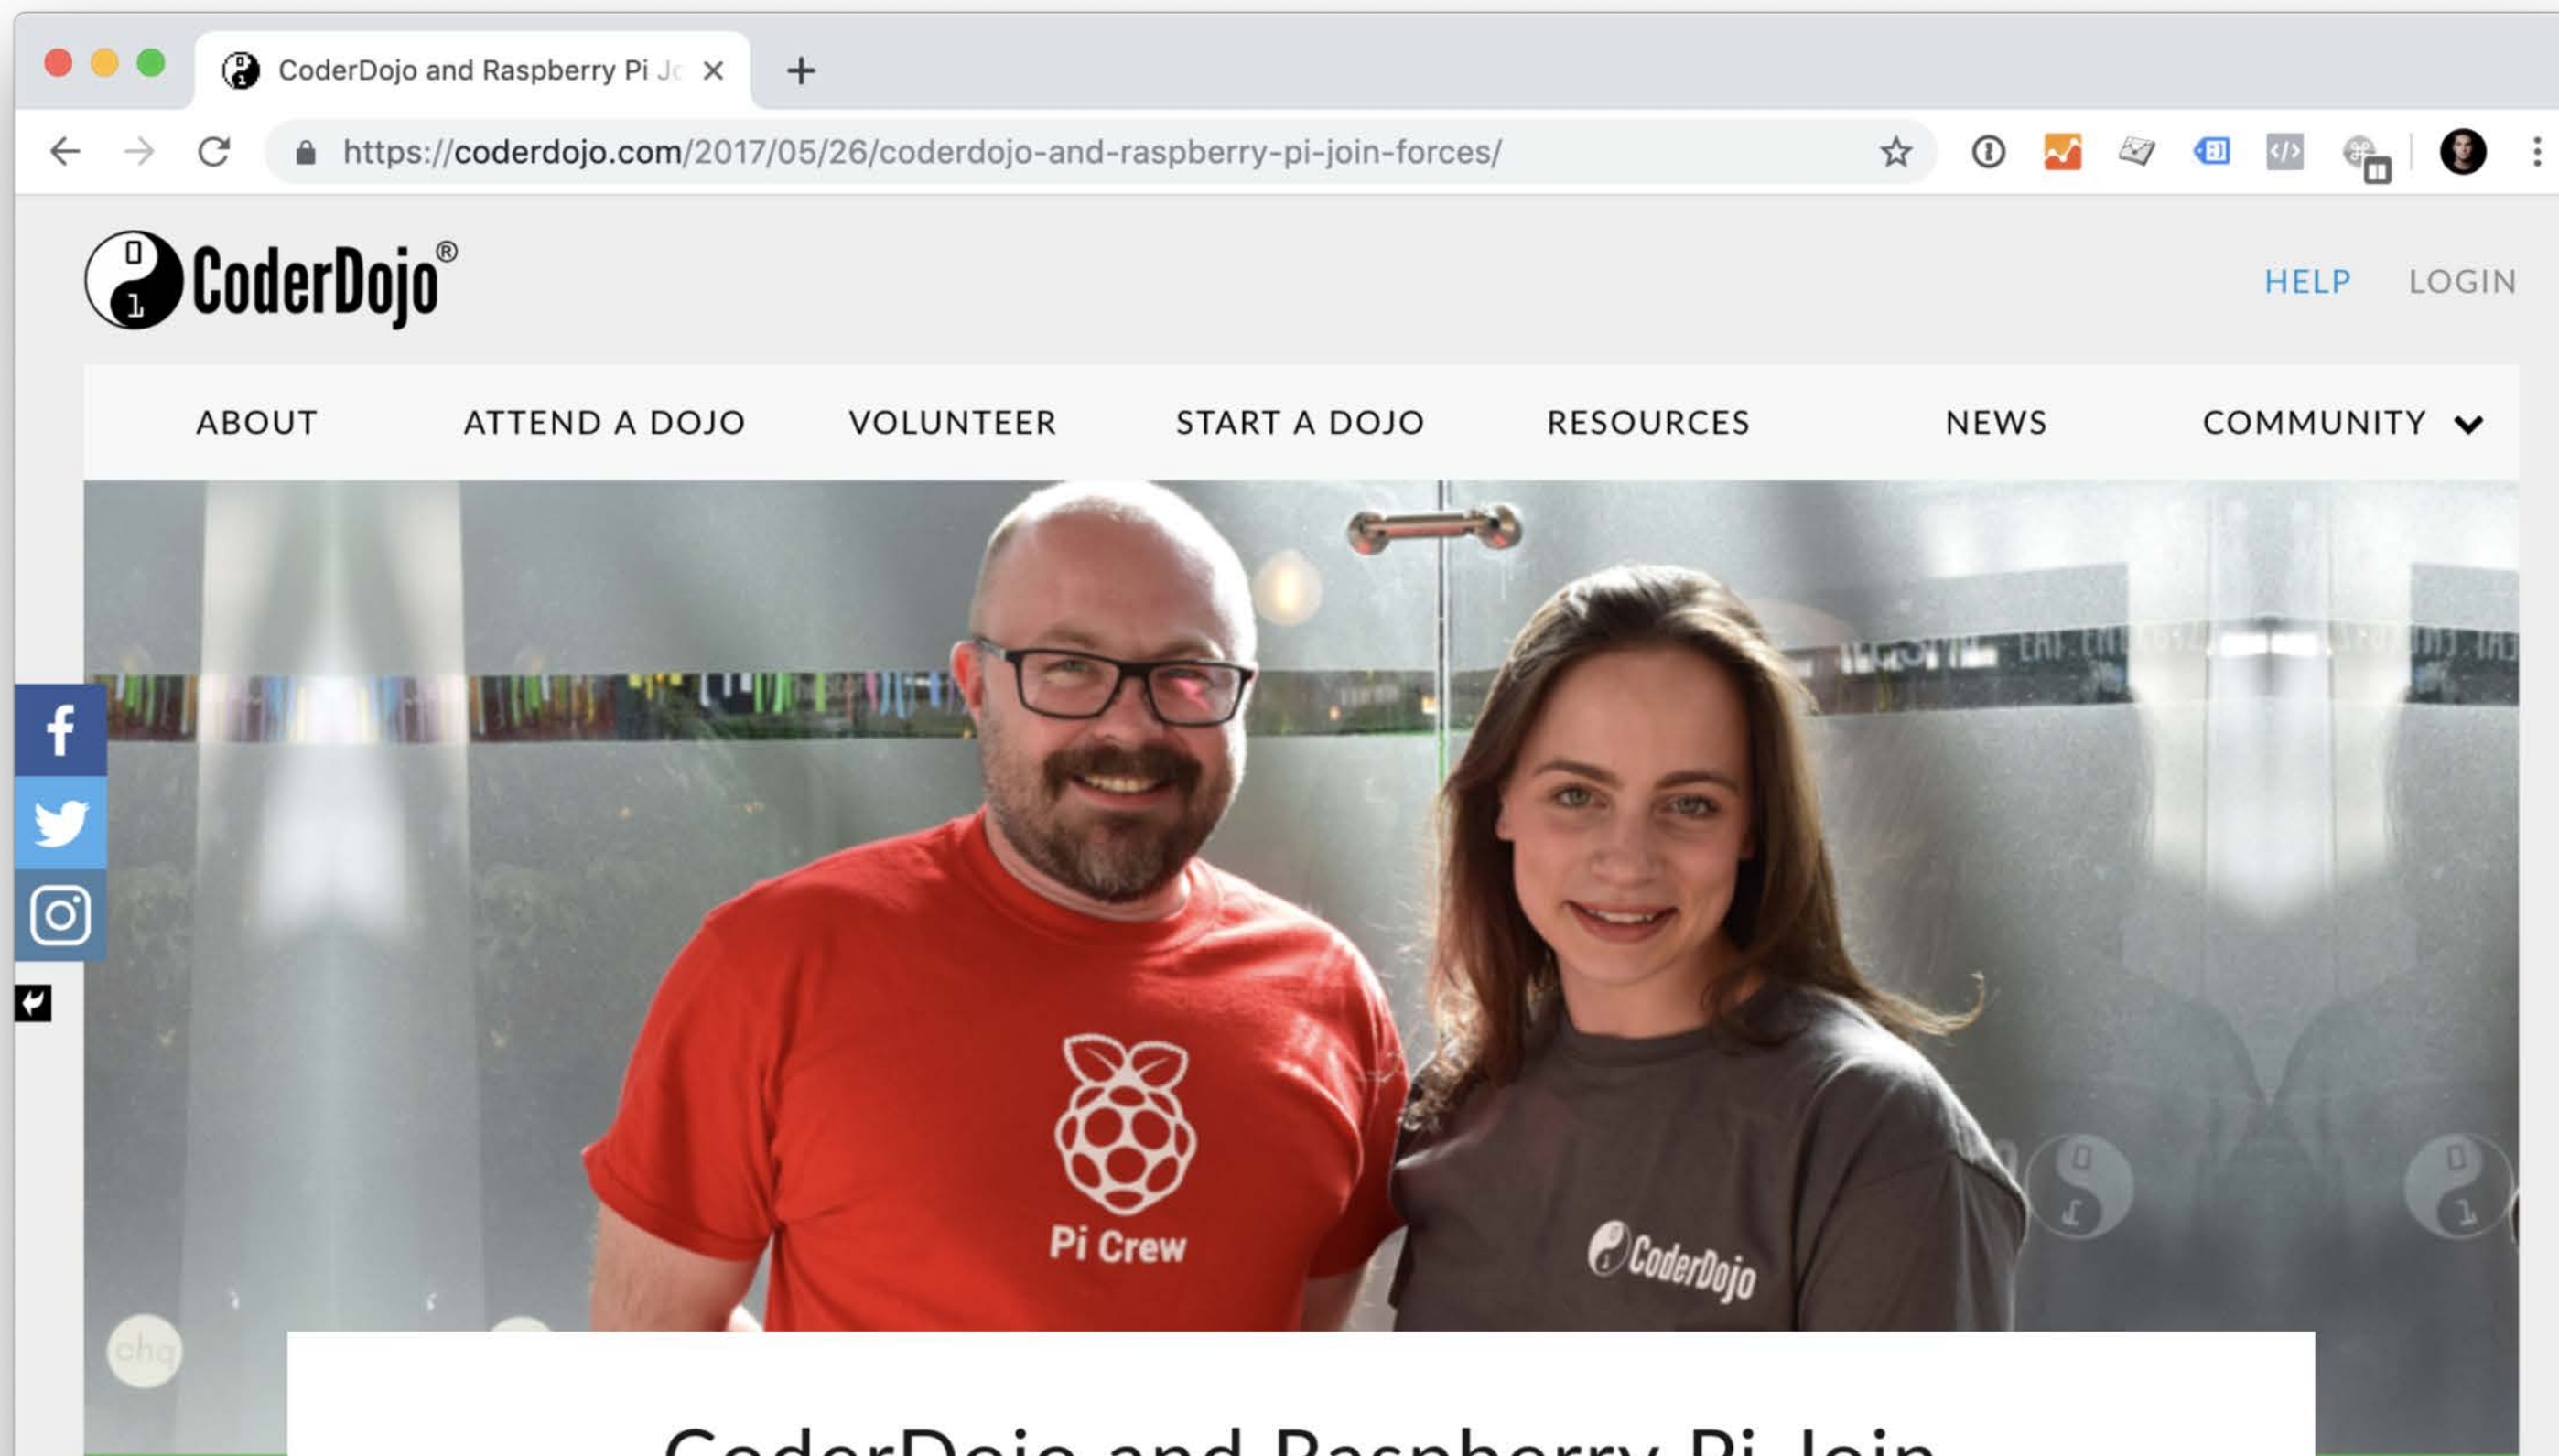 CoderDojo and Raspberry Pi Jo
https://coderdojo.com/2017/05/26/coderdojo-and-raspberry-pi-join-forces/
CoderDojo®
HELP LOGIN
ABOUT ATTEND A DOJO VOLUNTEER START A DOJO RESOURCES NEWS COMMUNITY
Pi Crew
CoderDojo
chq
CoderDojo and Raspberry Pi Join